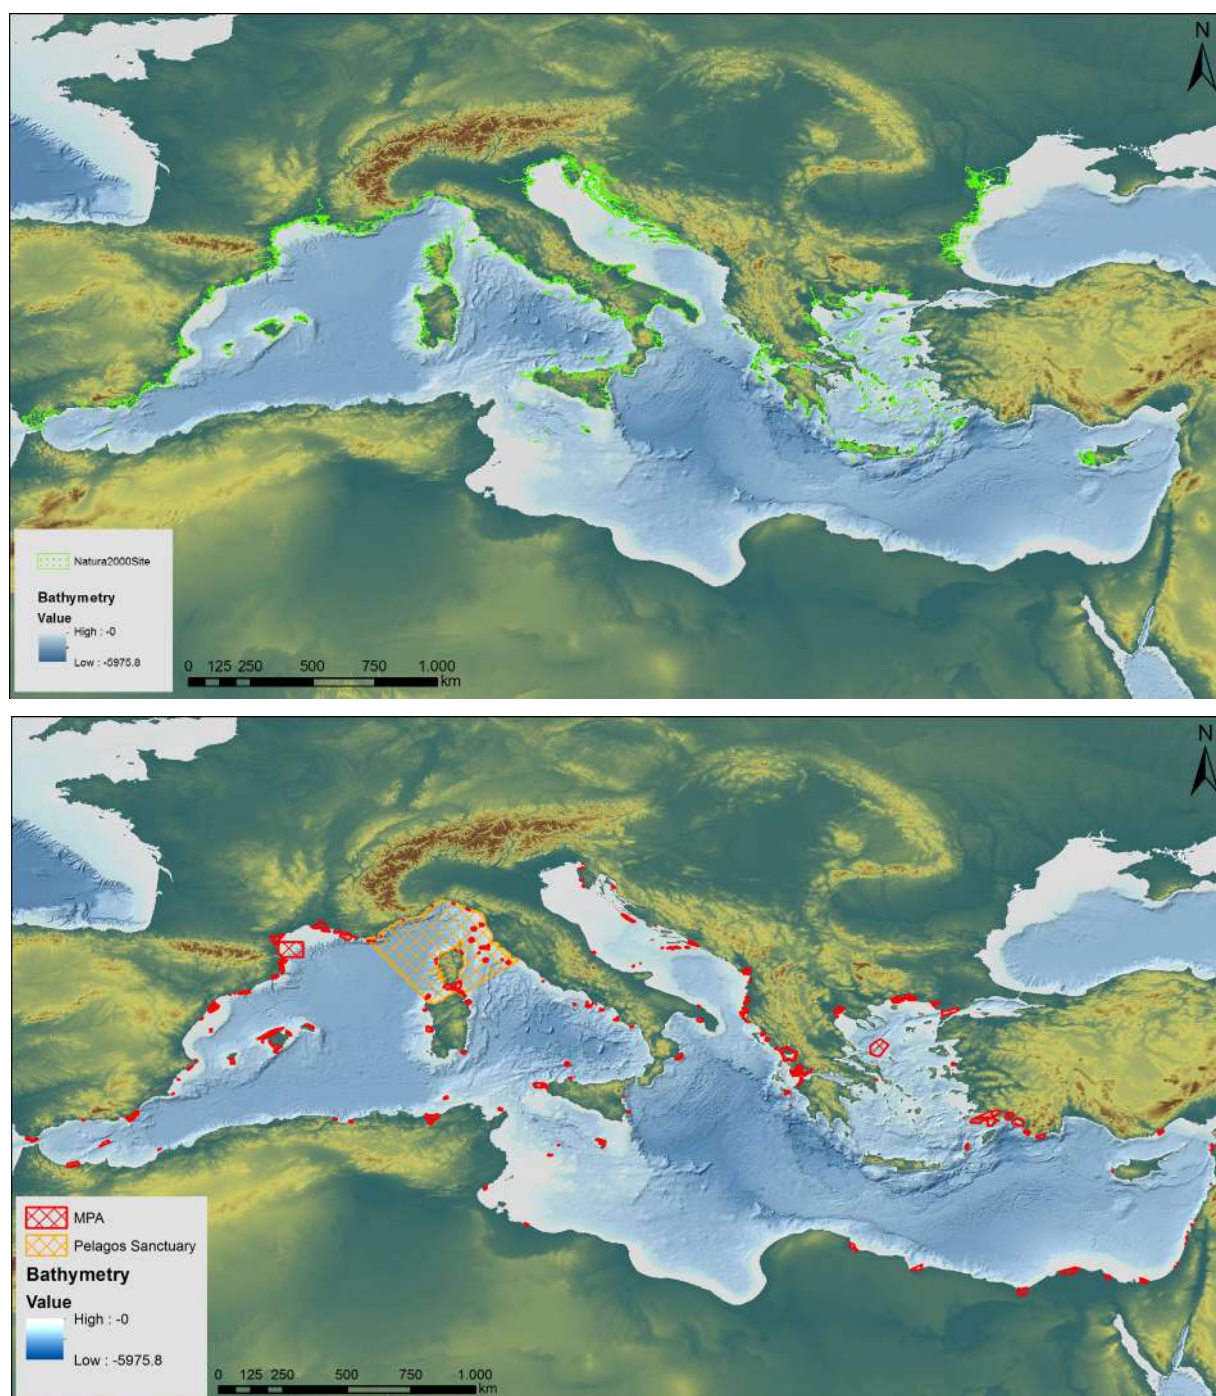 N
Natura2000Site
Bathymetry
Value
High : -0
Low : -5975.8
0 125 250 500 750 1.000
km
N
MPA
Pelagos Sanctuary
Bathymetry
Value
High : -0
Low : -5975.8
0 125 250 500 750 1.000
km